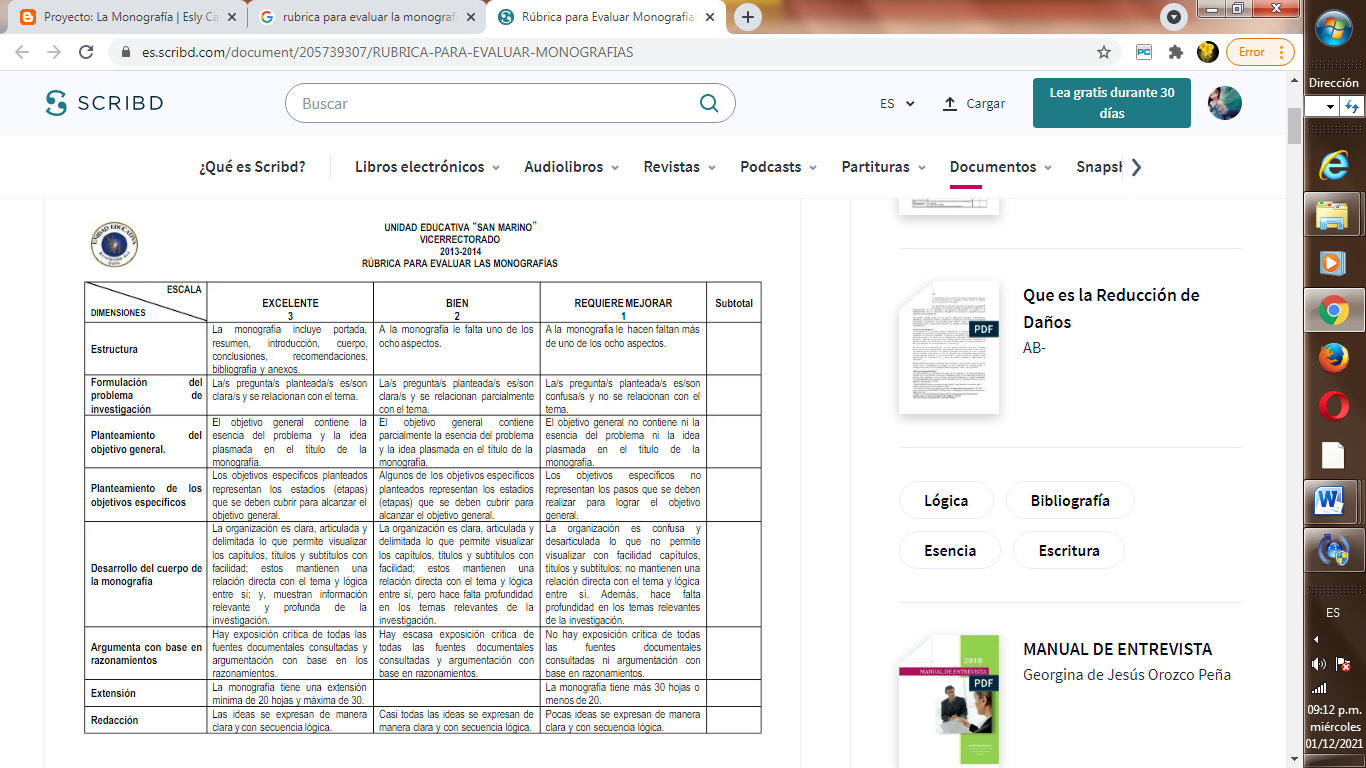 Proyecto: La Monografía | Esly Ca
rubrica para evaluar la monografi
Rúbrica para Evaluar Monografía
es.scribd.com/document/205739307/RUBRICA-PARA-EVALUAR-MONOGRAFIAS
PC
Error
SCRIBD
Buscar
ES
Cargar
Lea gratis durante 30
días
¿Qué es Scribd?
Libros electrónicos
Audiolibros
Revistas
Podcasts
Partituras
Documentos
Snapsh
UNIDAD EDUCATIVA
UNIDAD EDUCATIVA "SAN MARINO"
VICERRECTORADO
2013-2014
RÚBRICA PARA EVALUAR LAS MONOGRAFÍAS
ESCALA
DIMENSIONES
EXCELENTE
3
BIEN
2
REQUIERE MEJORAR
1
Subtotal
Estructura
La monografía incluye portada,
resumen, introducción, cuerpo,
conclusiones, recomendaciones,
bibliografía y anexos.
A la monografía le falta uno de los
ocho aspectos.
A la monografía le hacen faltan más
de uno de los ocho aspectos.
Formulación del
problema de
investigación
La/s pregunta/s planteada/s es/son
clara/s y se relacionan con el tema.
La/s pregunta/s planteada/s es/son
clara/s y se relacionan parcialmente
con el tema.
La/s pregunta/s planteada/s es/son
confusa/s y no se relacionan con el
tema.
Planteamiento del
objetivo general.
El objetivo general contiene la
esencia del problema y la idea
plasmada en el título de la
monografía.
El objetivo general contiene
parcialmente la esencia del problema
y la idea plasmada en el título de la
monografía.
El objetivo general no contiene ni la
esencia del problema ni la idea
plasmada en el título de la
monografía.
Planteamiento de los
objetivos específicos
Los objetivos específicos planteados
representan los estadios (etapas)
que se deben cubrir para alcanzar el
objetivo general.
Algunos de los objetivos específicos
planteados representan los estadios
(etapas) que se deben cubrir para
alcanzar el objetivo general.
Los objetivos específicos no
representan los pasos que se deben
realizar para lograr el objetivo
general.
Desarrollo del cuerpo de
la monografía
La organización es clara, articulada y
delimitada lo que permite visualizar
los capítulos, títulos y subtítulos con
facilidad; estos mantienen una
relación directa con el tema y lógica
entre sí; y, muestran información
relevante y profunda de la
investigación.
La organización es clara, articulada y
delimitada lo que permite visualizar
los capítulos, títulos y subtítulos con
facilidad; estos mantienen una
relación directa con el tema y lógica
entre sí, pero hace falta profundidad
en los temas relevantes de la
investigación.
La organización es confusa y
desarticulada lo que no permite
visualizar con facilidad capítulos,
títulos y subtítulos; no mantienen una
relación directa con el tema y lógica
entre sí. Además, hace falta
profundidad en los temas relevantes
de la investigación.
Argumenta con base en
razonamientos
Hay exposición crítica de todas las
fuentes documentales consultadas y
argumentación con base en los
razonamientos.
Hay escasa exposición crítica de
todas las fuentes documentales
consultadas y argumentación con
base en razonamientos.
No hay exposición crítica de todas
las fuentes documentales
consultadas ni argumentación con
base en razonamientos.
Extensión
La monografía tiene una extensión
mínima de 20 hojas y máxima de 30.
La monografía tiene más 30 hojas o
menos de 20.
Redacción
Las ideas se expresan de manera
clara y con secuencia lógica.
Casi todas las ideas se expresan de
manera clara y con secuencia lógica.
Pocas ideas se expresan de manera
clara y con secuencia lógica.
PDF
Que es la Reducción de
Daños
AB-
Lógica
Bibliografía
Esencia
Escritura
2010
MANUAL DE ENTREVISTA
PDF
MANUAL DE ENTREVISTA
Georgina de Jesús Orozco Peña
Dirección
ES
09:12 p.m.
miércoles
01/12/2021